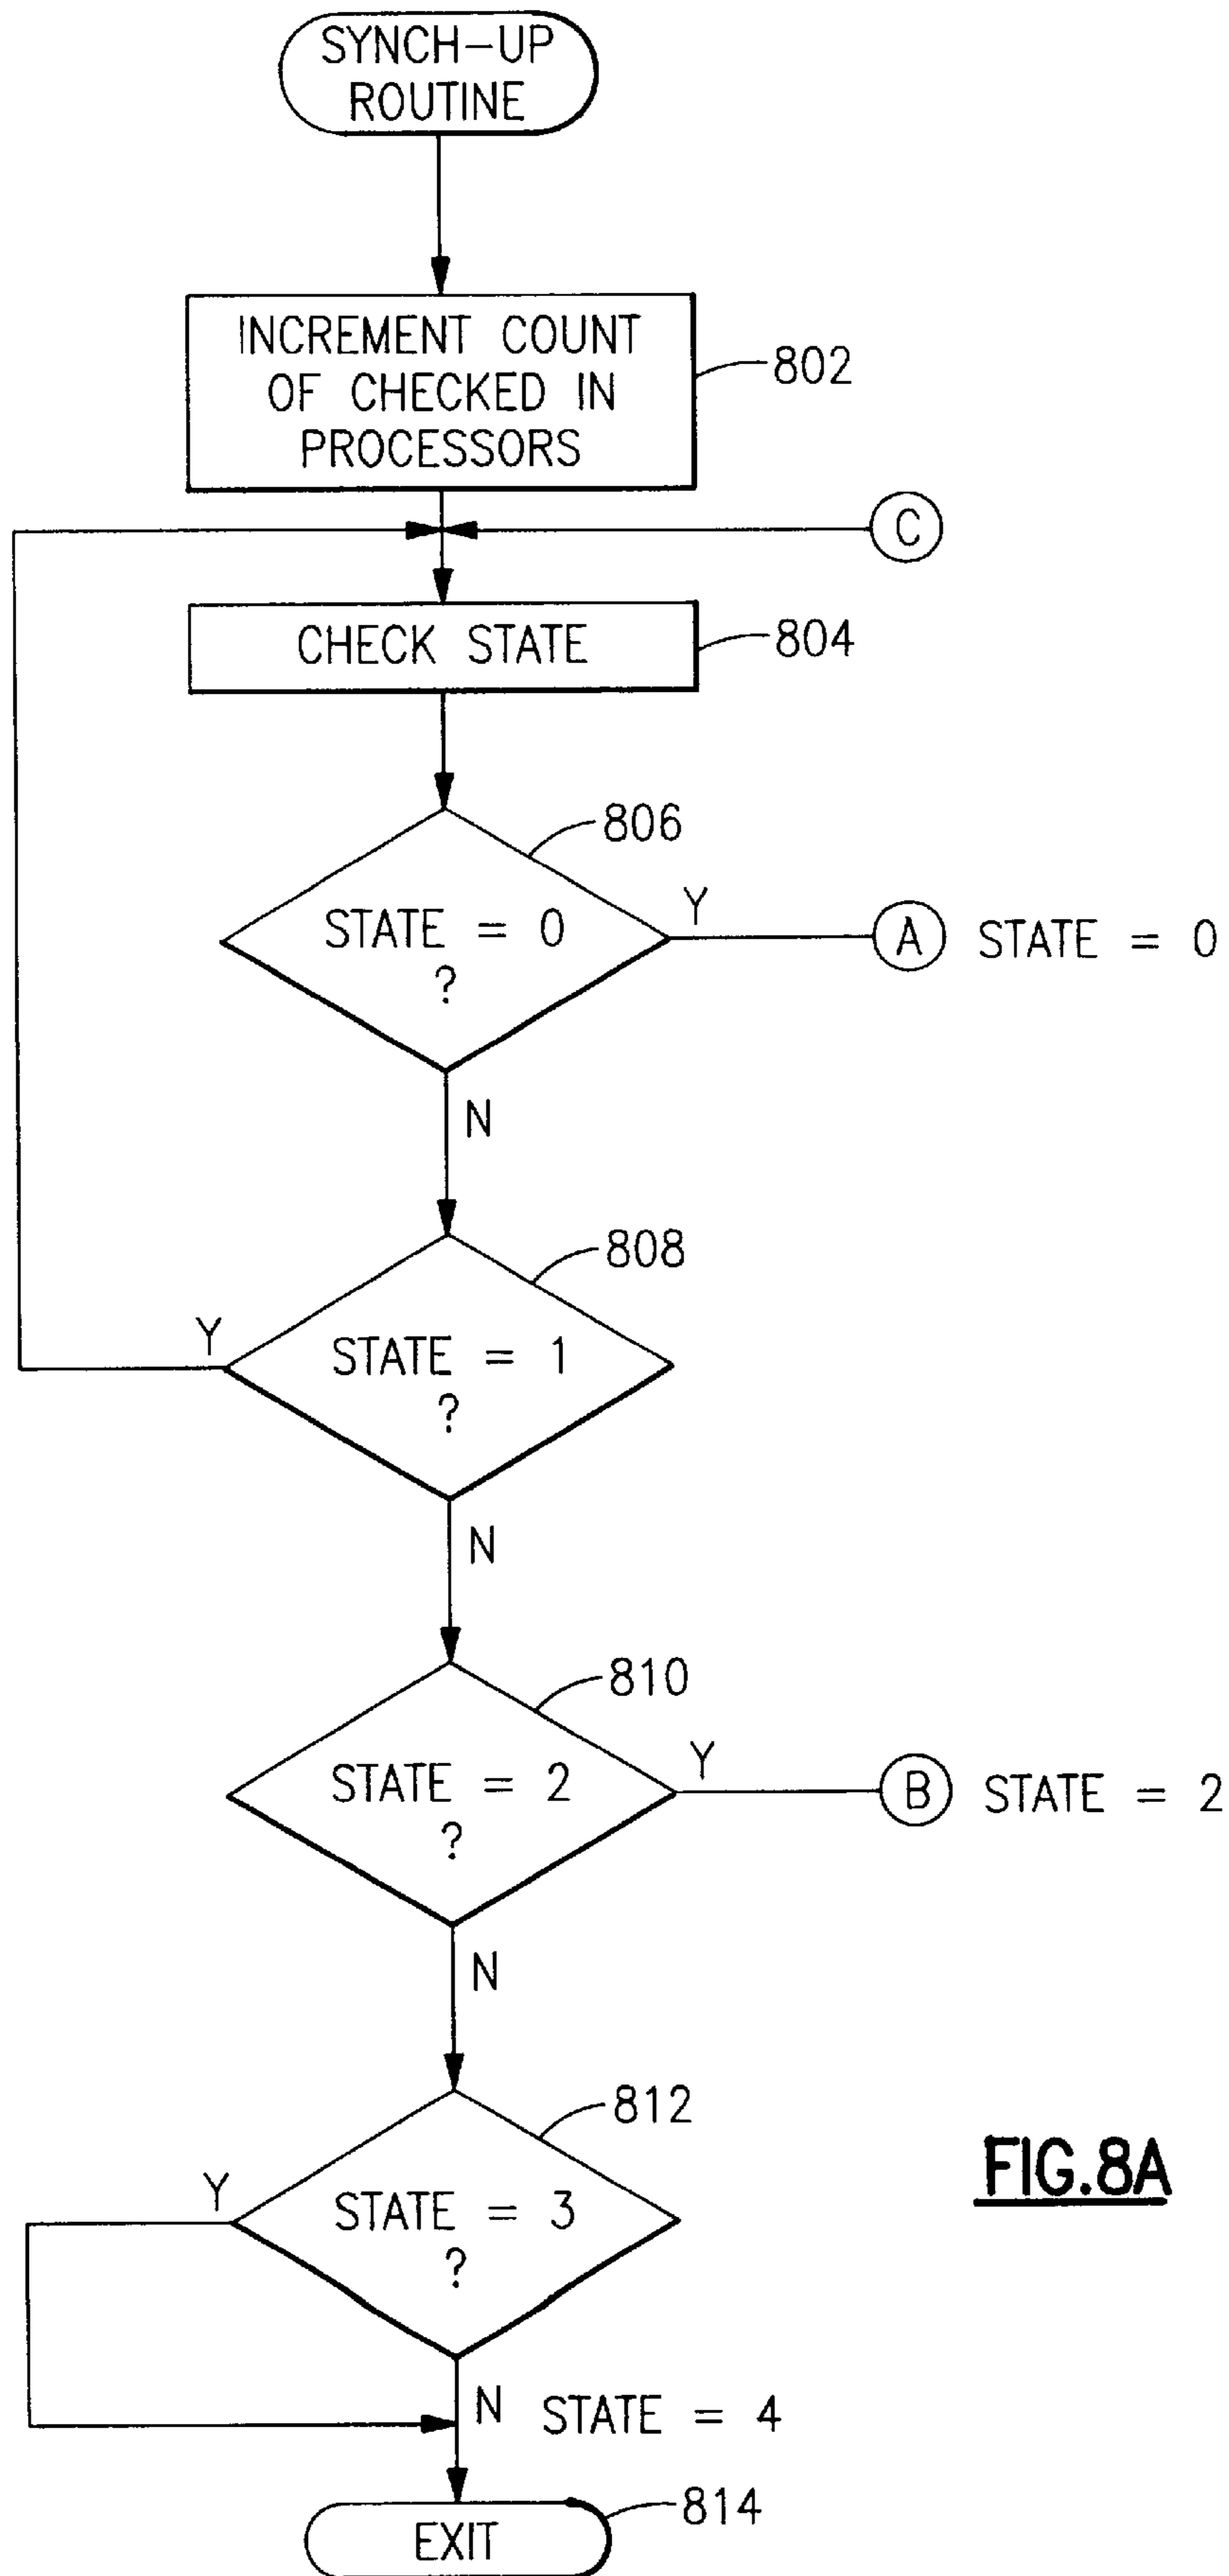 SYNCH-UP
ROUTINE
INCREMENT COUNT
OF CHECKED IN
PROCESSORS
802
C
CHECK STATE
804
806
STATE = 0
?
Y
A
STATE = 0
N
808
Y
STATE = 1
?
N
810
STATE = 2
?
Y
B
STATE = 2
N
812
Y
STATE = 3
?
FIG.8A
N
STATE = 4
814
EXIT